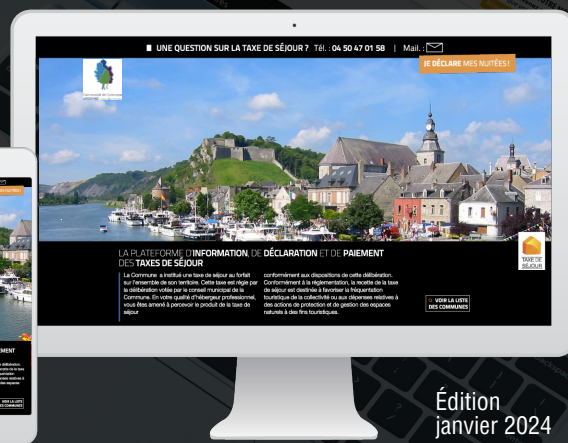 UNE QUESTION SUR LA TAXE DE SÉJOUR ? Tél. : 04 50 47 01 58 | Mail. :
JE DÉCLARE MES NUITÉES !
LA PLATEFORME D'INFORMATION, DE DÉCLARATION ET DE PAIEMENT
DES TAXES DE SÉJOUR
La Commune a institué une taxe de séjour au forfait
sur l'ensemble de son territoire. Cette taxe est régie par
la délibération votée par le conseil municipal de la
Commune. En votre qualité d'hébergeur professionnel,
vous êtes amené à percevoir le produit de la taxe de
séjour
conformément aux dispositions de cette délibération.
Conformément à la réglementation, la recette de la taxe
de séjour est destinée à favoriser la fréquentation
touristique de la collectivité ou aux dépenses relatives à
des actions de protection et de gestion des espaces
naturels à des fins touristiques.
TAXE DE
SÉJOUR
VOIR LA LISTE
DES COMMUNES
VOIR LA LISTE
DES COMMUNES
Édition
janvier 2024